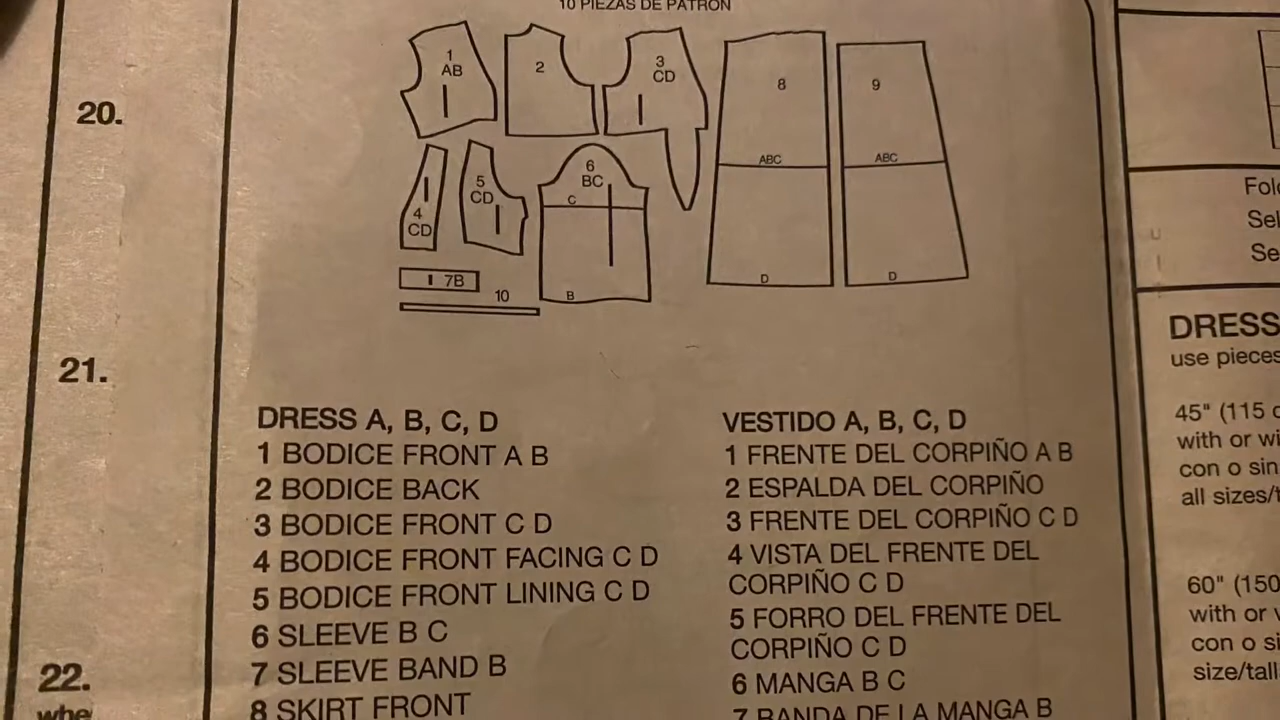 10 PIEZAS DE PATRON
20.
21.
22.
whe
1
AB
2
3
CD
8
9
ABC
ABC
4
CD
5
CD
6
BC
C
7B
10
B
D
D
DRESS A, B, C, D
1 BODICE FRONT A B
2 BODICE BACK
3 BODICE FRONT C D
4 BODICE FRONT FACING C D
5 BODICE FRONT LINING C D
6 SLEEVE B C
7 SLEEVE BAND B
8 SKIRT FRONT
VESTIDO A, B, C, D
1 FRENTE DEL CORPIÑO A B
2 ESPALDA DEL CORPIÑO
3 FRENTE DEL CORPIÑO C D
4 VISTA DEL FRENTE DEL
CORPIÑO C D
5 FORRO DEL FRENTE DEL
CORPIÑO C D
6 MANGA B C
7 BANDA DE LA MANGA B
Fol
Sel
Se
DRESS
use pieces
45" (115 c
with or wi
con o sin
all sizes/t
60" (150
with or
con o si
size/tall